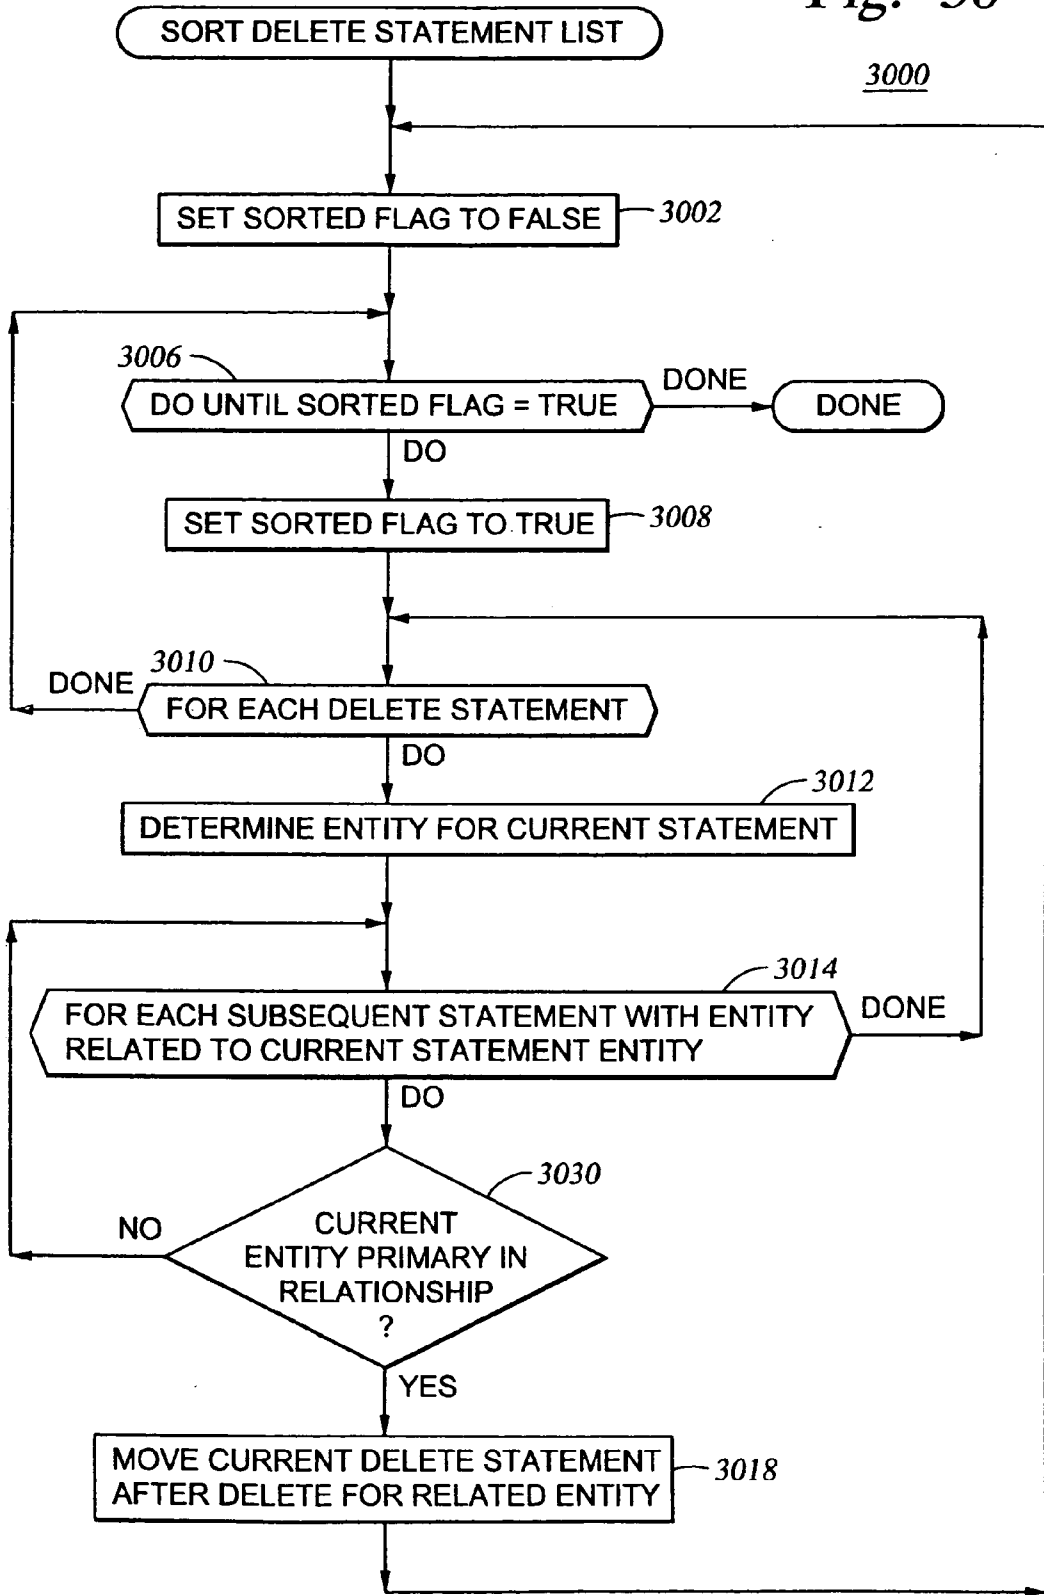 Fig. 30
SORT DELETE STATEMENT LIST
3000
SET SORTED FLAG TO FALSE
3002
3006
DO UNTIL SORTED FLAG = TRUE
DONE
DONE
DO
SET SORTED FLAG TO TRUE
3008
3010
DONE
FOR EACH DELETE STATEMENT
DO
3012
DETERMINE ENTITY FOR CURRENT STATEMENT
3014
FOR EACH SUBSEQUENT STATEMENT WITH ENTITY
RELATED TO CURRENT STATEMENT ENTITY
DONE
DO
3030
NO
CURRENT
ENTITY PRIMARY IN
RELATIONSHIP
?
YES
MOVE CURRENT DELETE STATEMENT
AFTER DELETE FOR RELATED ENTITY
3018